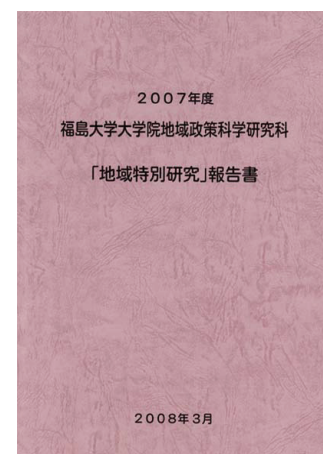 ２００７年度
福島大学大学院地域政策科学研究科
「地域特別研究」報告書
２００８年３月